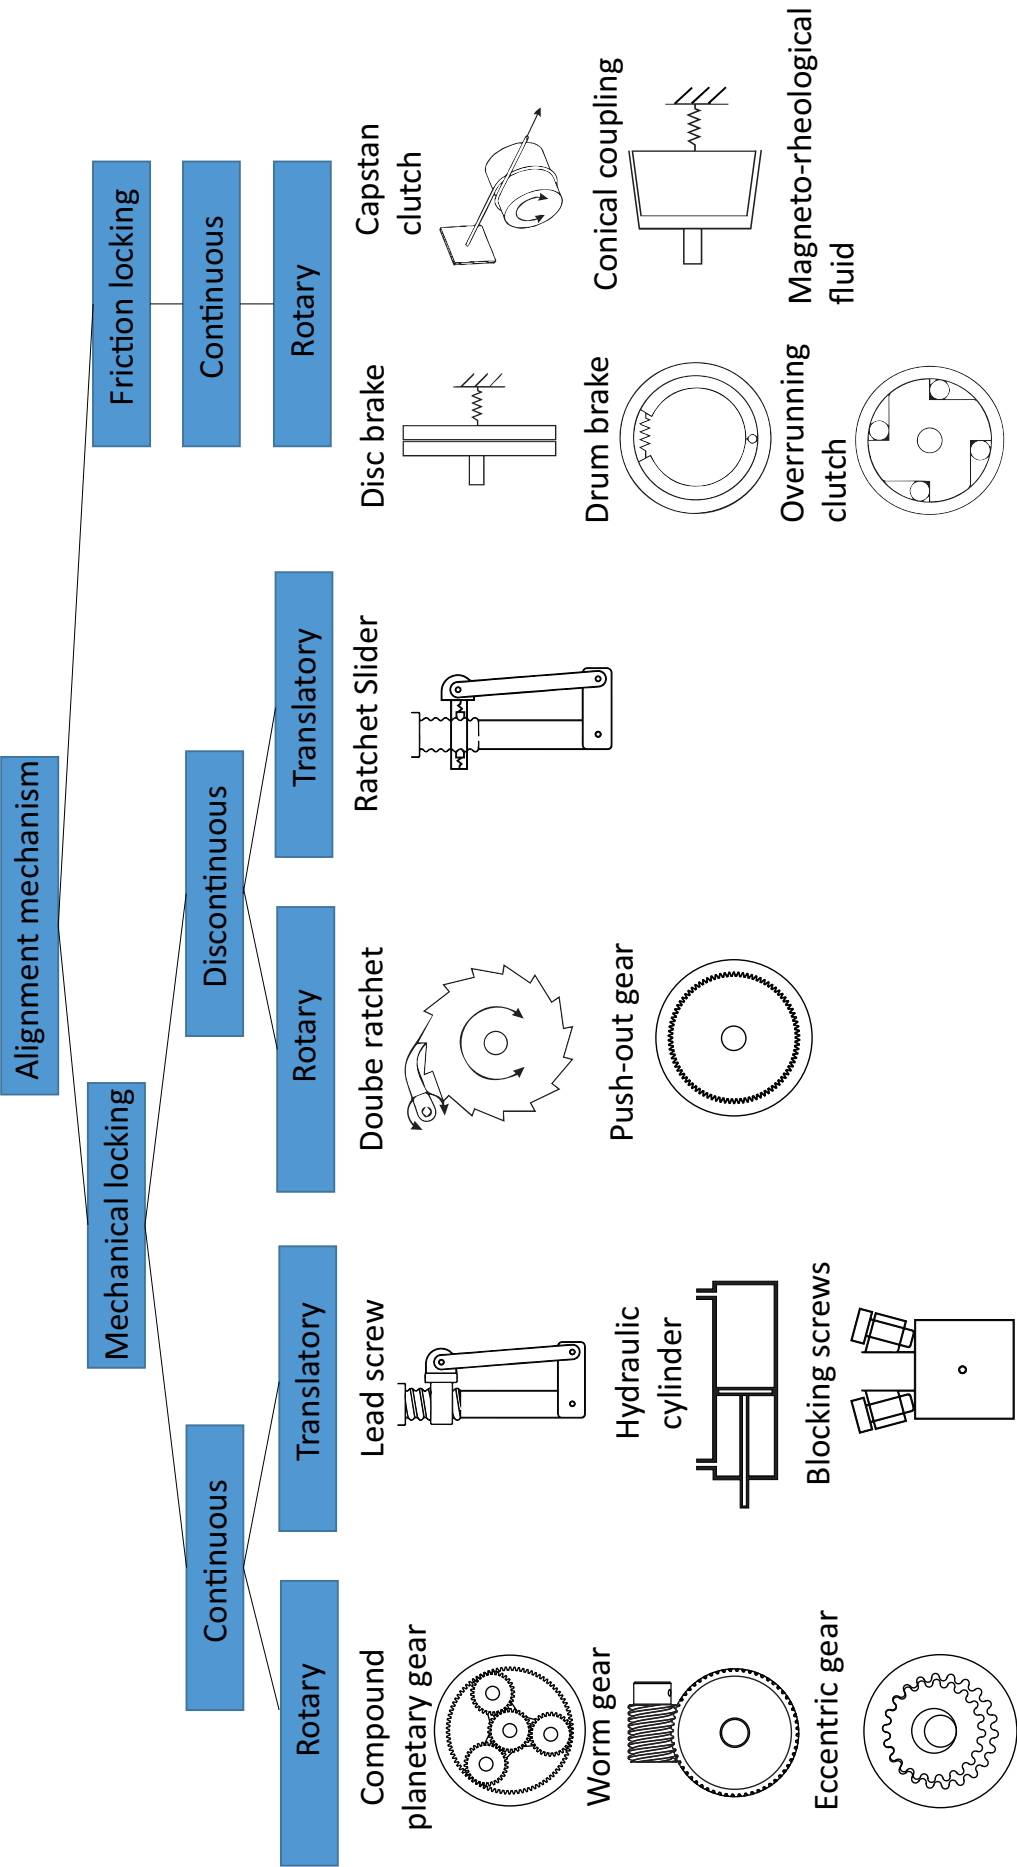 Alignment mechanism
Mechanical locking
Friction locking
Continuous
Discontinuous
Continuous
Rotary
Translatory
Rotary
Translatory
Rotary
Compound
planetary gear
Worm gear
Eccentric gear
Lead screw
Hydraulic
cylinder
Blocking screws
Doube ratchet
Push-out gear
Ratchet Slider
Disc brake
Drum brake
Overrunning
clutch
Capstan
clutch
Conical coupling
Magneto-rheological
fluid